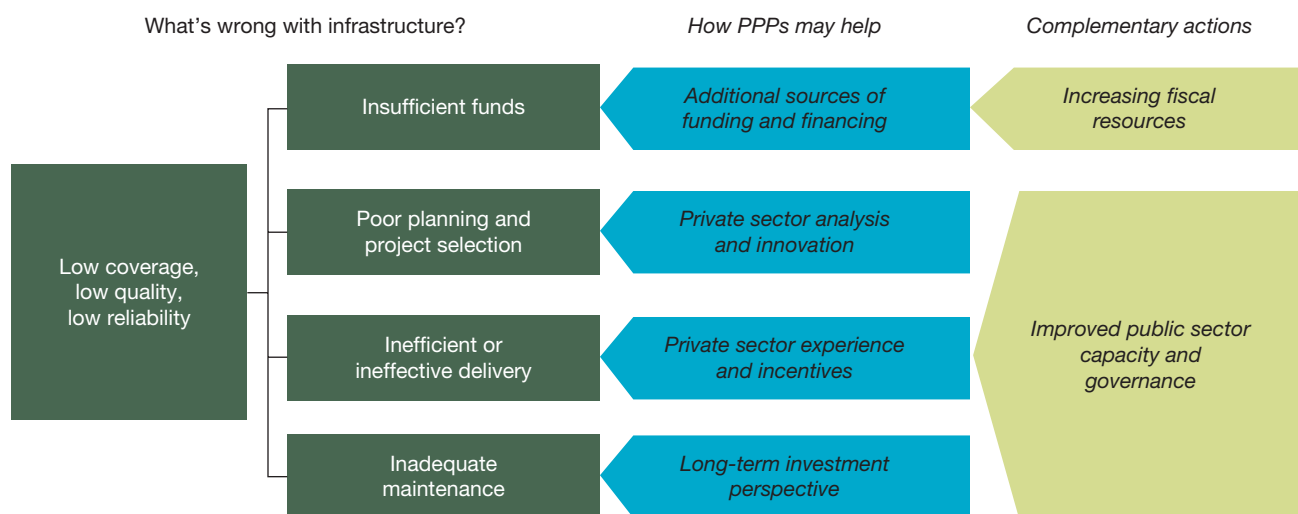 What’s wrong with infrastructure?
How PPPs may help
Complementary actions
Low coverage,
low quality,
low reliability
Insufficient funds
Additional sources of
funding and financing
Increasing fiscal
resources
Poor planning and
project selection
Private sector analysis
and innovation
Inefficient or
ineffective delivery
Private sector experience
and incentives
Improved public sector
capacity and
governance
Inadequate
maintenance
Long-term investment
perspective